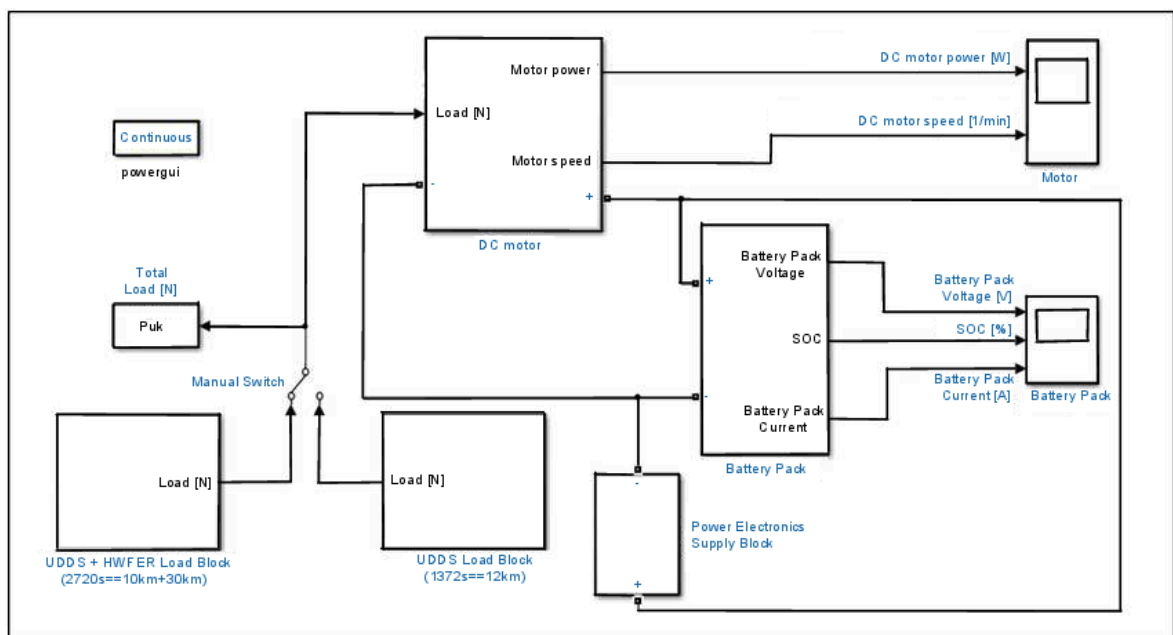 Motor power
DC motor power [W]
Load [N]
DC motor speed [1/min]
Motor speed
Motor
-
+
DC motor
Continuous
powergui
Total
Load [N]
Puk
Manual Switch
Battery Pack
Voltage
+
SOC
-
Battery Pack
Current
Battery Pack
Battery Pack
Voltage [V]
SOC [%]
Battery Pack
Current [A]
Battery Pack
Load [N]
UDDS + HWFER Load Block
(2720s==10km+30km)
Load [N]
UDDS Load Block
(1372s==12km)
-
+
Power Electronics
Supply Block